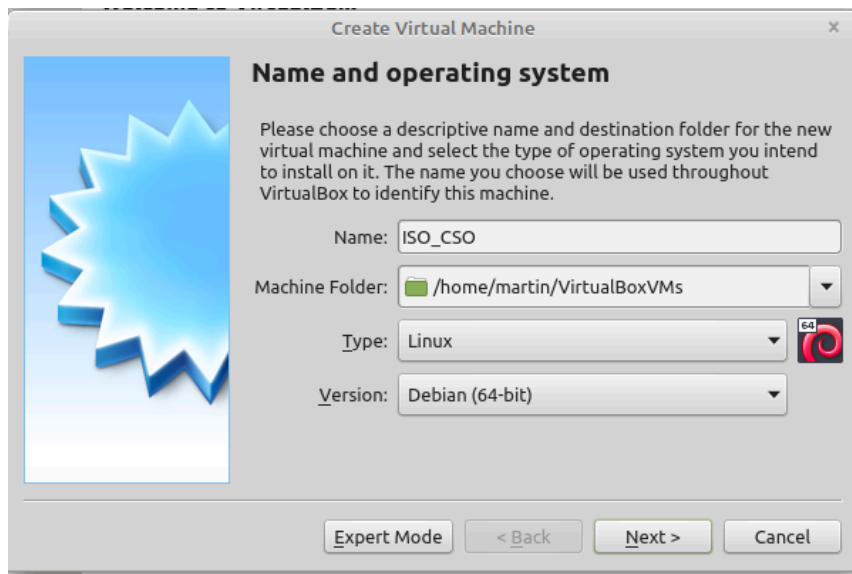 Create Virtual Machine
Name and operating system
Please choose a descriptive name and destination folder for the new
virtual machine and select the type of operating system you intend
to install on it. The name you choose will be used throughout
VirtualBox to identify this machine.
Name: ISO_CSO
Machine Folder: /home/martin/VirtualBoxVMs
Type: Linux
64
Version: Debian (64-bit)
Expert Mode < Back Next > Cancel